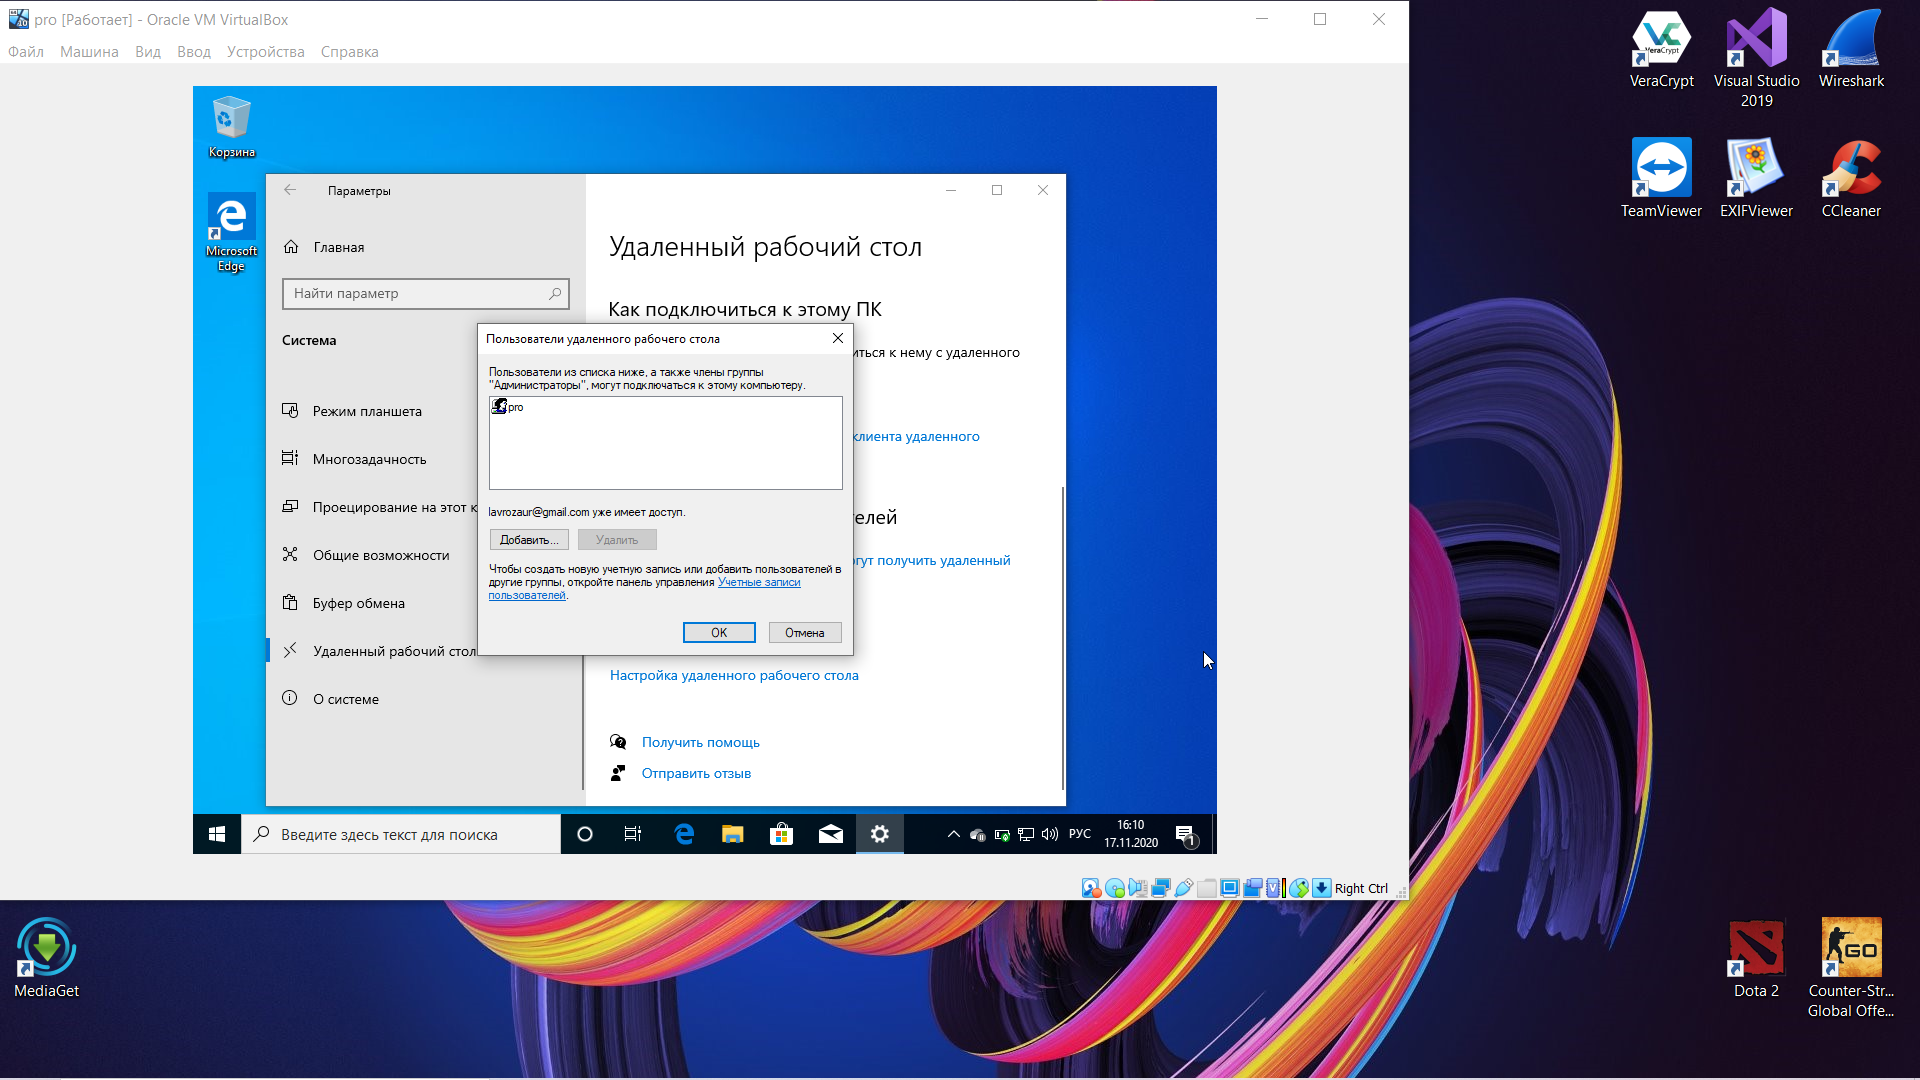 pro [Работает] - Oracle VM VirtualBox
Файл Машина Вид Ввод Устройства Справка
VeraCrypt
Visual Studio
2019
Wireshark
TeamViewer
EXIFViewer
CCleaner
Корзина
Microsoft
Edge
Параметры
Главная
Найти параметр
Система
Режим планшета
Многозадачность
Проецирование на этот к
Общие возможности
Буфер обмена
Удаленный рабочий стол
О системе
Удаленный рабочий стол
Как подключиться к этому ПК
иться к нему с удаленного
клиента удаленного
телей
огут получить удаленный
Настройка удаленного рабочего стола
Получить помощь
Отправить отзыв
Пользователи удаленного рабочего стола
Пользователи из списка ниже, а также члены группы
"Администраторы", могут подключаться к этому компьютеру.
pro
lavrozaur@gmail.com уже имеет доступ.
Добавить... Удалить
Чтобы создать новую учетную запись или добавить пользователей в
другие группы, откройте панель управления Учетные записи
пользователей.
OK Отмена
Введите здесь текст для поиска
РУС
16:10
17.11.2020
1
Right Ctrl
MediaGet
Dota 2
GO
Counter-Str...
Global Offe...